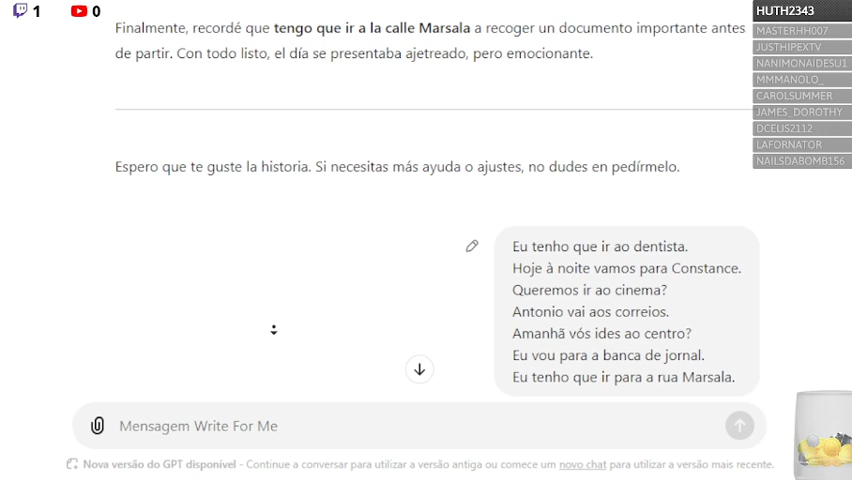 1
0
HUTH2343
MASTERHH007
JUSTHIPEXTV
NANIMONAIDESU1
MMMANOLO_
CAROLSUMMER
JAMES_DOROTHY
DCELIS2112
LAFORNATOR
NAILSDABOMB156
Finalmente, recordé que tengo que ir a la calle Marsala a recoger un documento importante antes
de partir. Con todo listo, el día se presentaba ajetreado, pero emocionante.
Espero que te guste la historia. Si necesitas más ayuda o ajustes, no dudes en pedírmelo.
Eu tenho que ir ao dentista.
Hoje à noite vamos para Constance.
Queremos ir ao cinema?
Antonio vai aos correios.
Amanhã vós ides ao centro?
Eu vou para a banca de jornal.
Eu tenho que ir para a rua Marsala.
Mensagem Write For Me
Nova versão do GPT disponível - Continue a conversar para utilizar a versão antiga ou comece um novo chat para utilizar a versão mais recente.